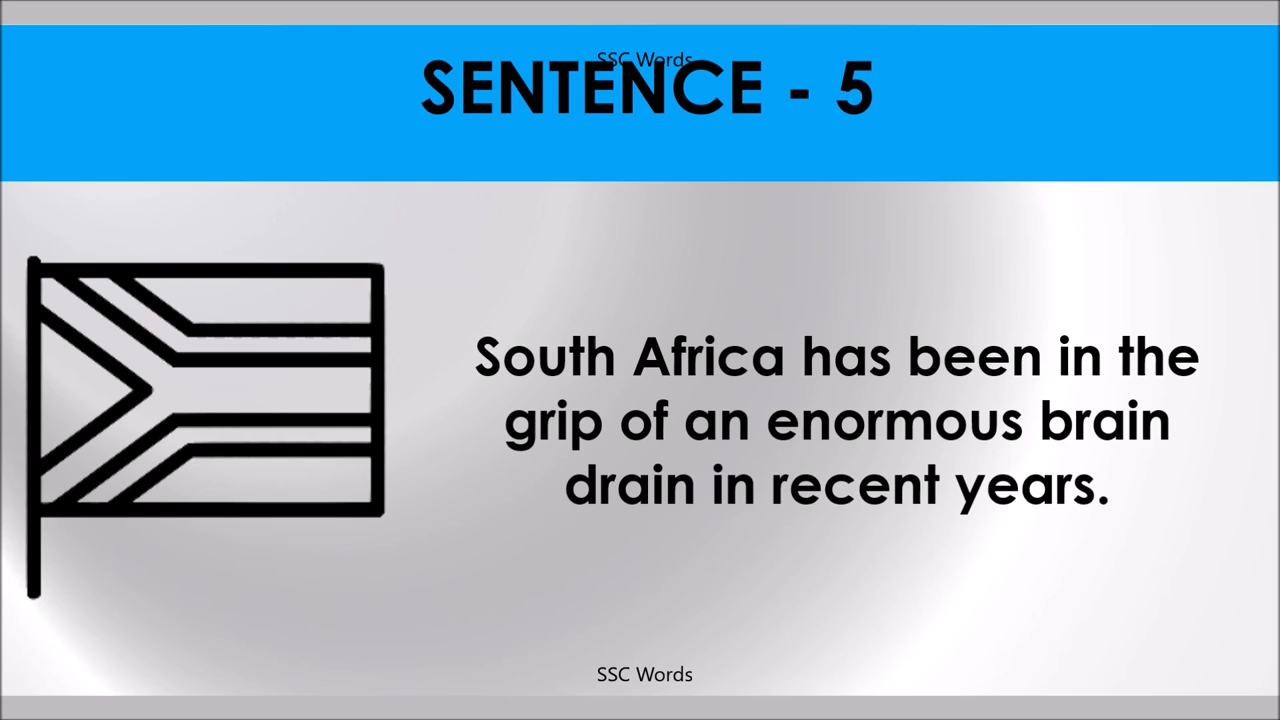 SSC Words
SENTENCE - 5
South Africa has been in the
grip of an enormous brain
drain in recent years.
SSC Words